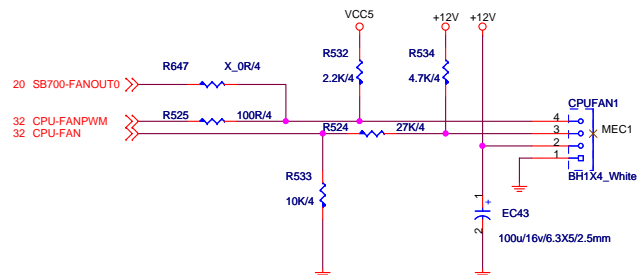 VCC5 +12V +12V
R647 X_0R/4 R532 R534
2.2K/4 4.7K/4
20 SB700-FANOUT0
CPUFAN1
32 CPU-FANPWM R525 100R/4 4
32 CPU-FAN R524 27K/4 3 MEC1
2
1
R533 BH1X4_White
10K/4 1 +
EC43
2
100u/16v/6.3X5/2.5mm